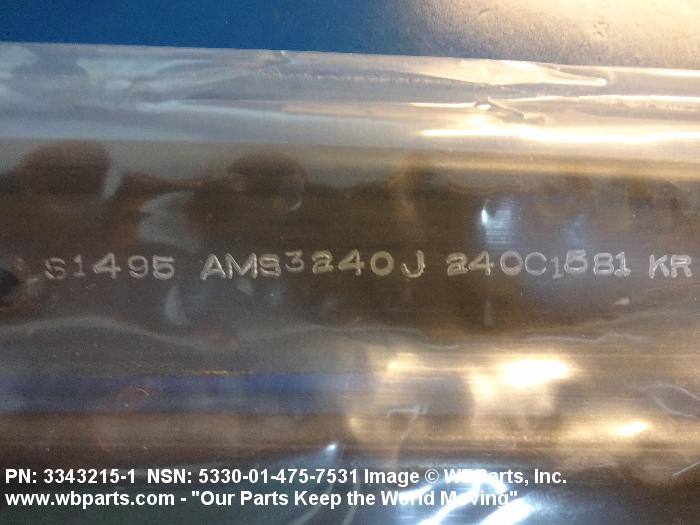 S1495 AMS3240J 240C1581 KR
PN: 3343215-1 NSN: 5330-01-475-7531 Image © WBParts, Inc.
www.wbparts.com - "Our Parts Keep the World Moving"